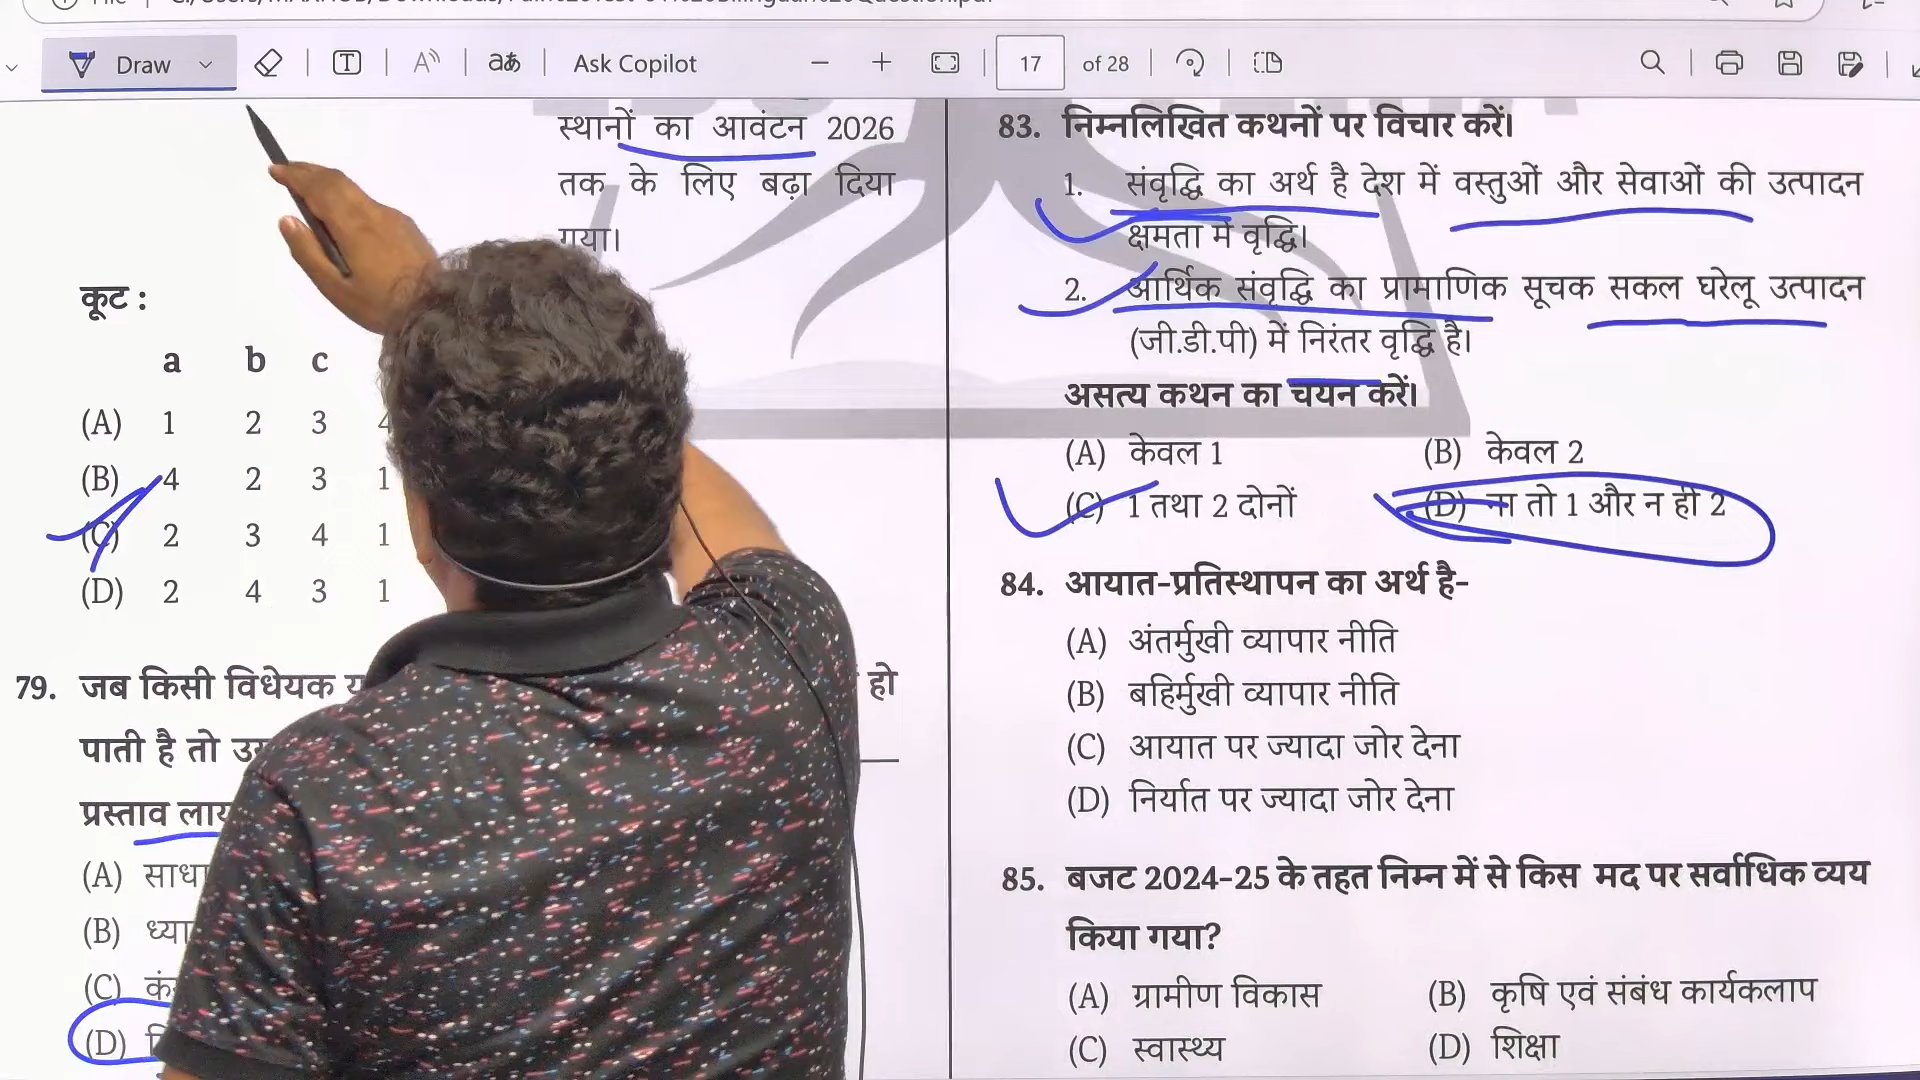 Draw
Ask Copilot
17 of 28
स्थानों का आवंटन 2026
तक के लिए बढ़ा दिया
गया।
कूट :
a b c
(A) 1 2 3 4
(B) 4 2 3 1
(C) 2 3 4 1
(D) 2 4 3 1
79. जब किसी विधेयक
हो
पाती है तो
प्रस्ताव
(A)
(B)
(C)
(D)
83. निम्नलिखित कथनों पर विचार करें।
1. संवृद्धि का अर्थ है देश में वस्तुओं और सेवाओं की उत्पादन
क्षमता में वृद्धि।
2. आर्थिक संवृद्धि का प्रामाणिक सूचक सकल घरेलू उत्पादन
(जी.डी.पी) में निरंतर वृद्धि है।
असत्य कथन का चयन करें।
(A) केवल 1 (B) केवल 2
(C) 1 तथा 2 दोनों (D) ना तो 1 और न ही 2
84. आयात-प्रतिस्थापन का अर्थ है-
(A) अंतर्मुखी व्यापार नीति
(B) बहिर्मुखी व्यापार नीति
(C) आयात पर ज्यादा जोर देना
(D) निर्यात पर ज्यादा जोर देना
85. बजट 2024-25 के तहत निम्न में से किस मद पर सर्वाधिक व्यय
किया गया?
(A) ग्रामीण विकास (B) कृषि एवं संबंध कार्यकलाप
(C) स्वास्थ्य (D) शिक्षा